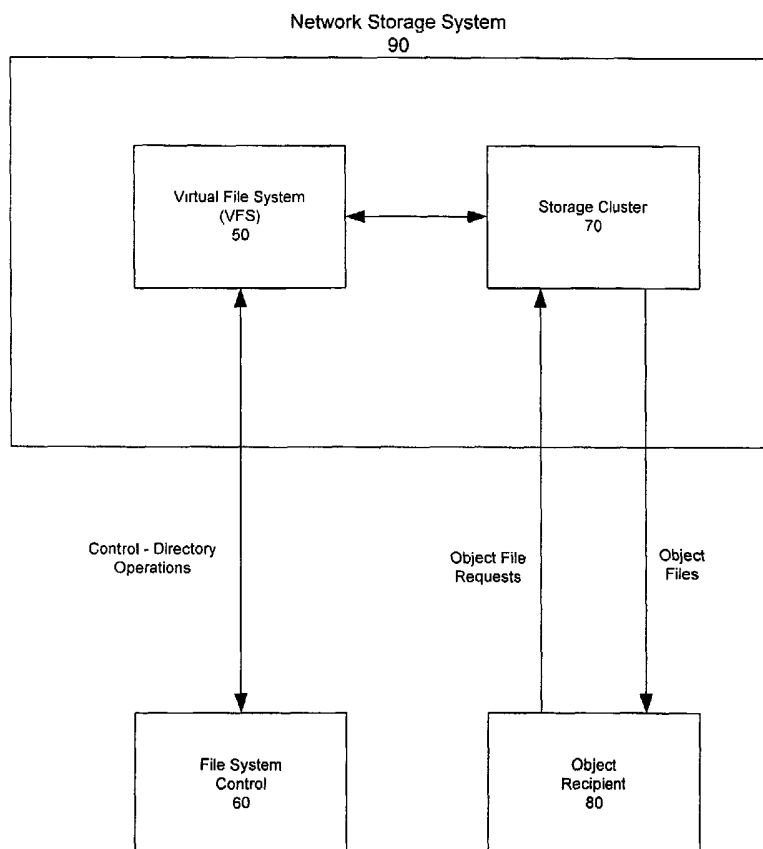 Network Storage System
90
Virtual File System
(VFS)
50
Storage Cluster
70
Control - Directory
Operations
Object File
Requests
Object
Files
File System
Control
60
Object
Recipient
80